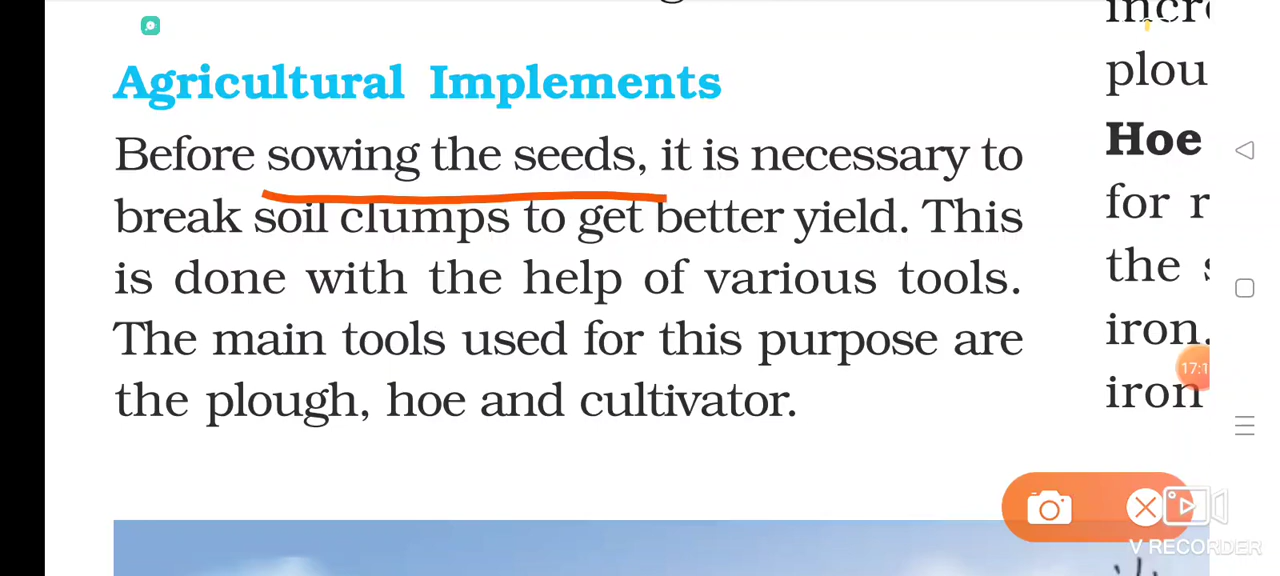 Agricultural Implements
Before sowing the seeds, it is necessary to
break soil clumps to get better yield. This
is done with the help of various tools.
The main tools used for this purpose are
the plough, hoe and cultivator.
plou
Hoe
for r
the
iron.
iron
17:1
V RECORDER